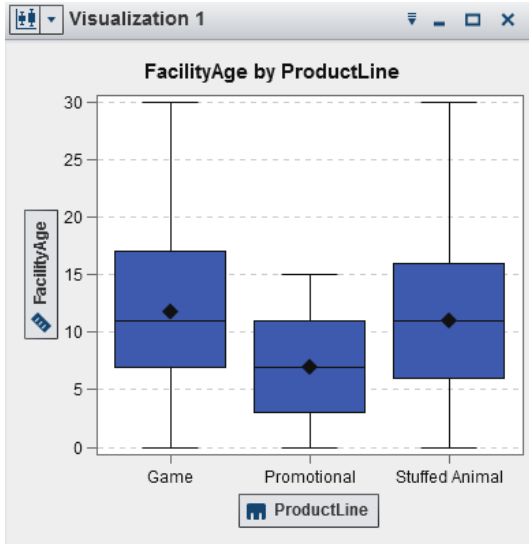 Visualization 1
FacilityAge by ProductLine
30
25
20
15
10
5
0
FacilityAge
Game Promotional Stuffed Animal
ProductLine